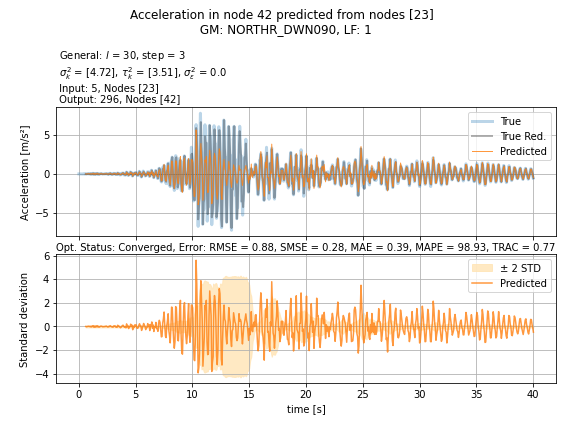 Acceleration in node 42 predicted from nodes [23]
GM: NORTHR_DWN090, LF: 1
General: l = 30, step = 3
σ²ₖ = [4.72], τ²ₖ = [3.51], σ²ε = 0.0
Input: 5, Nodes [23]
Output: 296, Nodes [42]
True
True Red.
Predicted
Acceleration [m/s²]
5
0
−5
Opt. Status: Converged, Error: RMSE = 0.88, SMSE = 0.28, MAE = 0.39, MAPE = 98.93, TRAC = 0.77
± 2 STD
Predicted
Standard deviation
6
4
2
0
−2
−4
0 5 10 15 20 25 30 35 40
time [s]